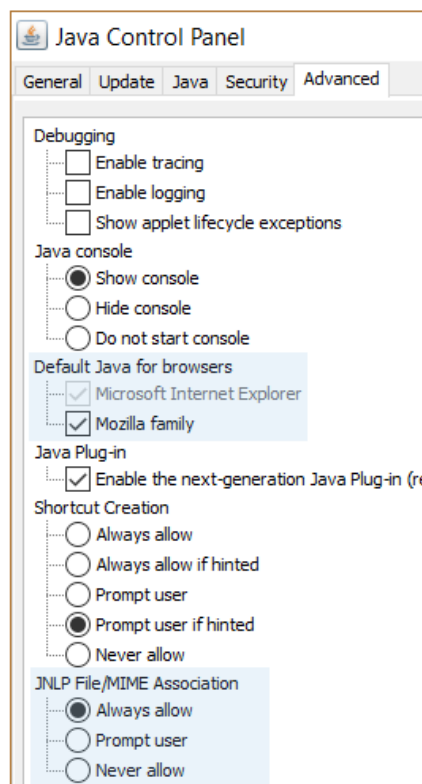 Java Control Panel
General Update Java Security Advanced
Debugging
Enable tracing
Enable logging
Show applet lifecycle exceptions
Java console
Show console
Hide console
Do not start console
Default Java for browsers
Microsoft Internet Explorer
Mozilla family
Java Plug-in
Enable the next-generation Java Plug-in (re
Shortcut Creation
Always allow
Always allow if hinted
Prompt user
Prompt user if hinted
Never allow
JNLP File/MIME Association
Always allow
Prompt user
Never allow